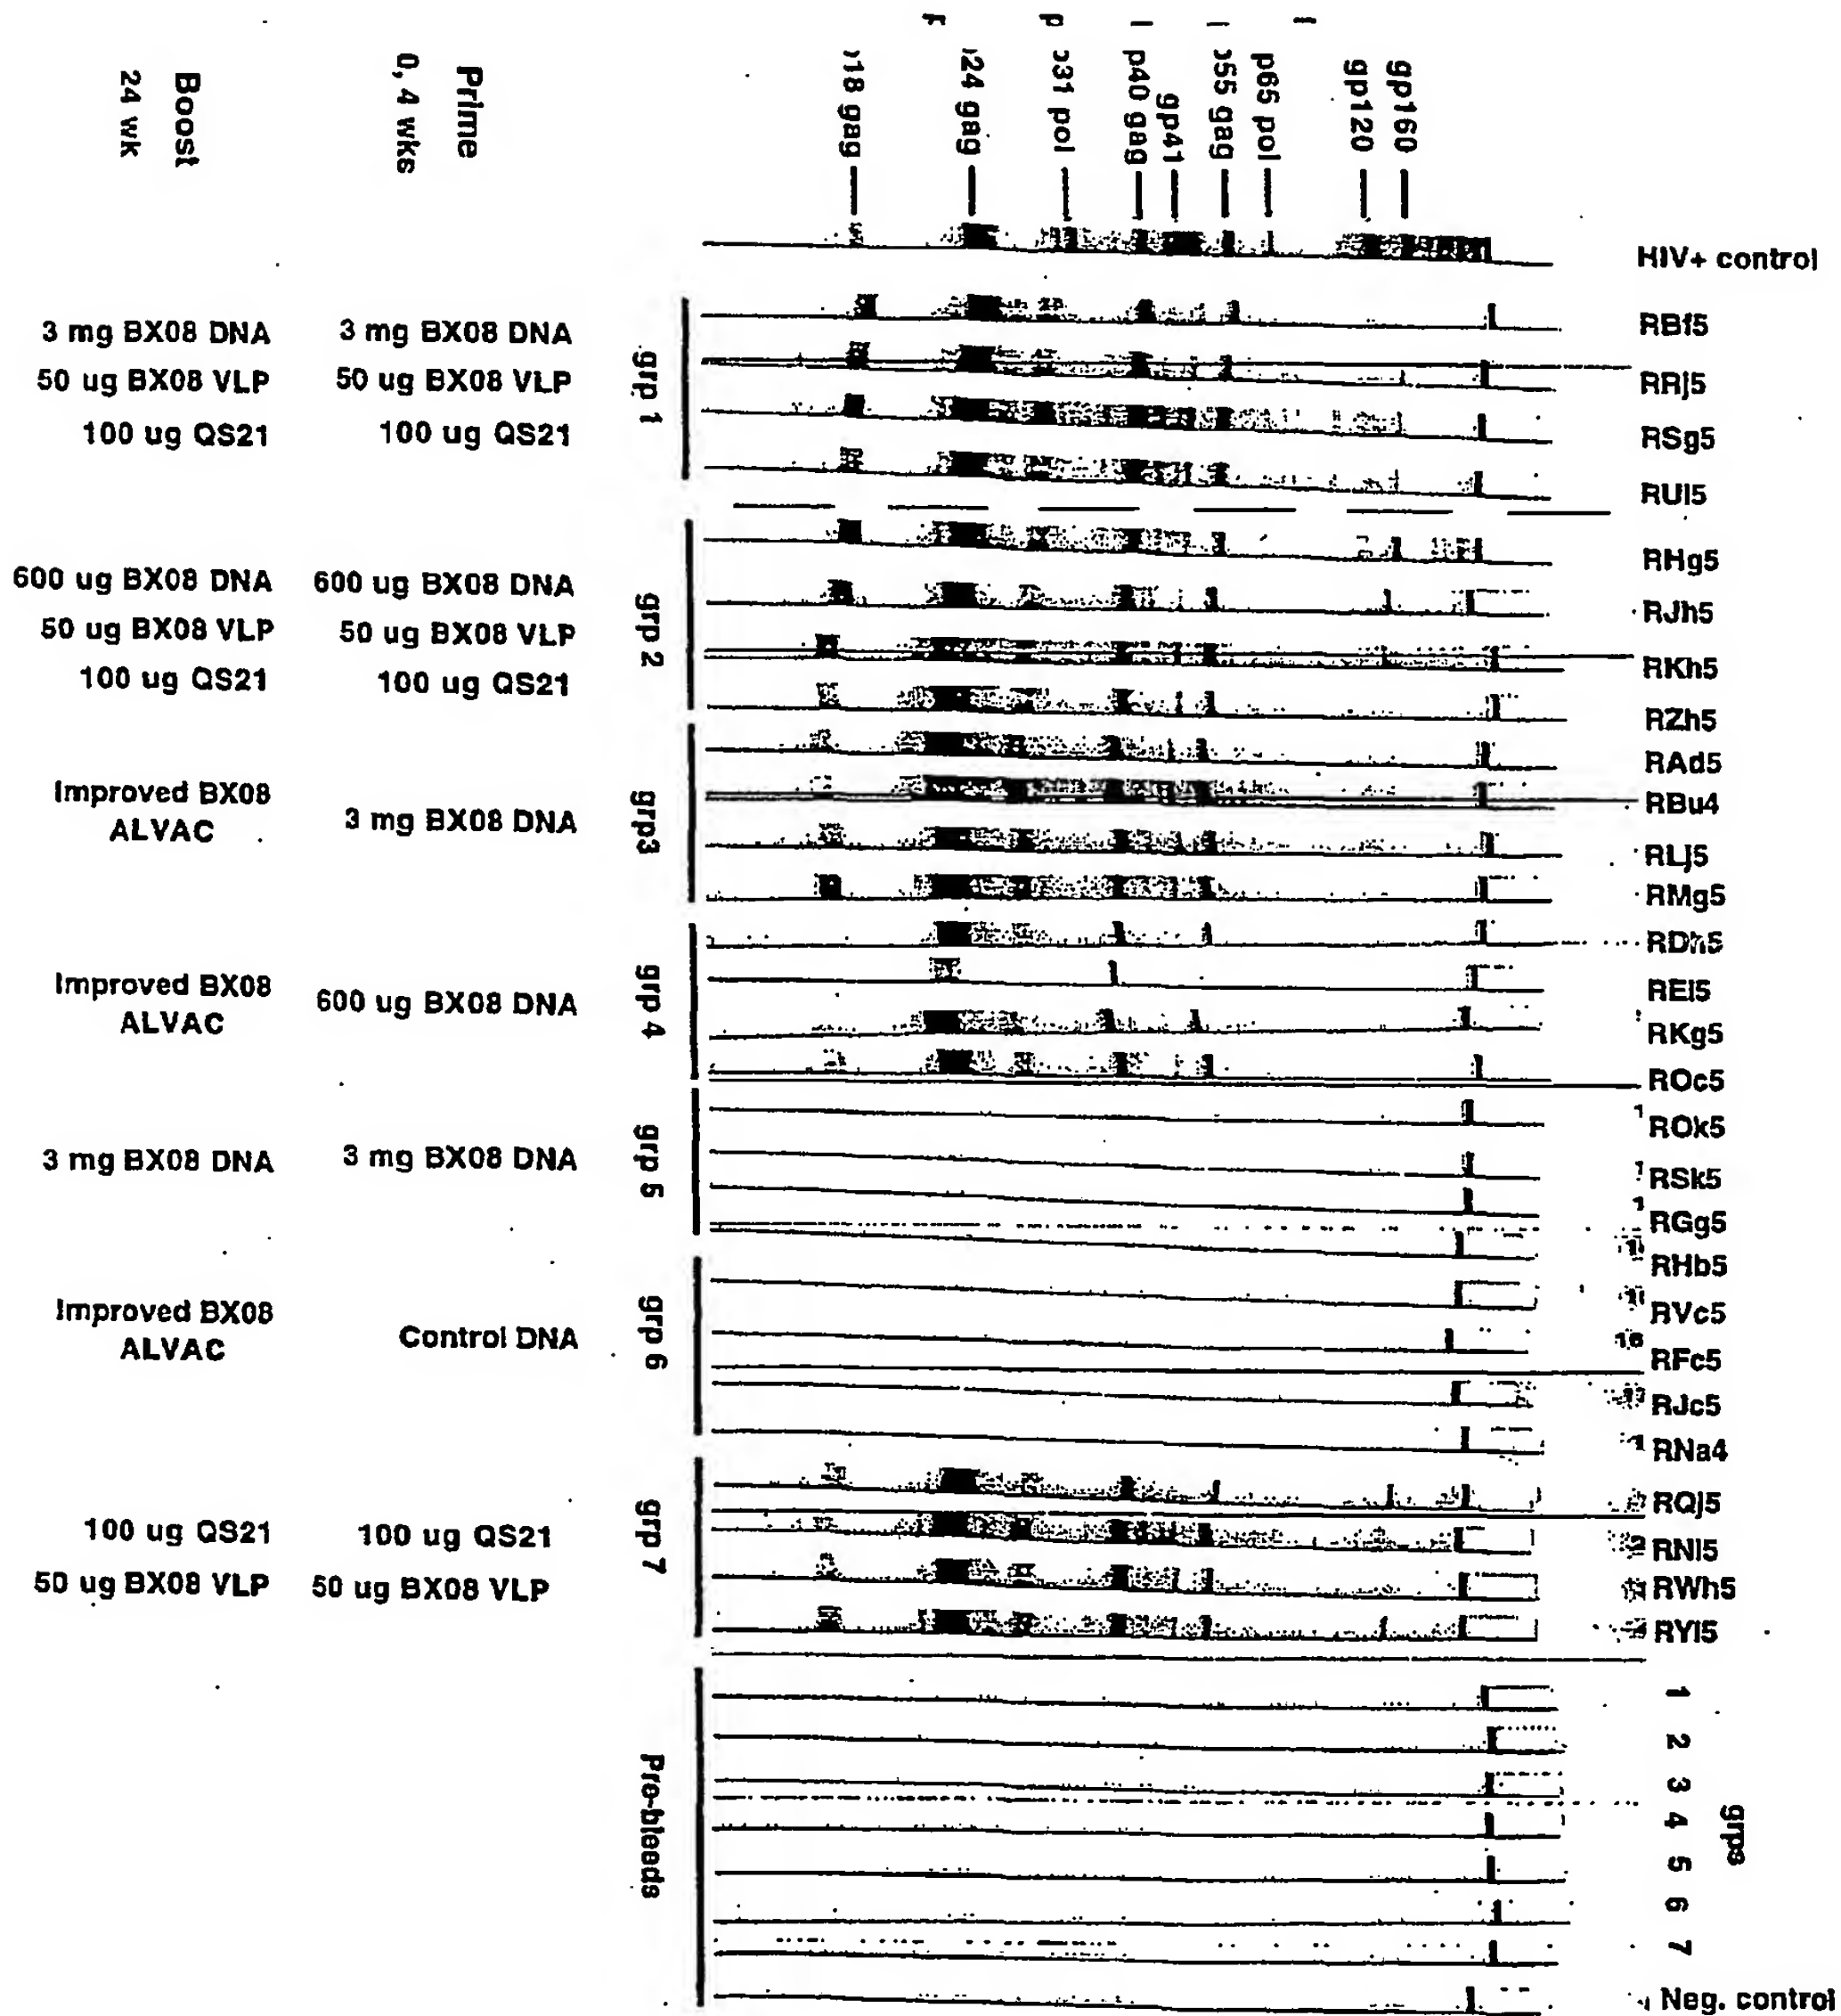 Boost
24 wk
Prime
0, 4 wks
p18 gag
p24 gag
p31 pol
p40 gag
gp41
p55 gag
p65 pol
gp120
gp160
HIV+ control
3 mg BX08 DNA
50 ug BX08 VLP
100 ug QS21
3 mg BX08 DNA
50 ug BX08 VLP
100 ug QS21
grp 1
RBf5
RRj5
RSg5
RUl5
600 ug BX08 DNA
50 ug BX08 VLP
100 ug QS21
600 ug BX08 DNA
50 ug BX08 VLP
100 ug QS21
grp 2
RHg5
RJh5
RKh5
RZh5
Improved BX08
ALVAC
3 mg BX08 DNA
grp3
RAd5
RBu4
RLj5
RMg5
Improved BX08
ALVAC
600 ug BX08 DNA
grp 4
RDh5
REI5
RKg5
ROc5
3 mg BX08 DNA
3 mg BX08 DNA
grp 5
ROk5
RSk5
RGg5
RHb5
Improved BX08
ALVAC
Control DNA
grp 6
RVc5
RFc5
RJc5
RNa4
100 ug QS21
50 ug BX08 VLP
100 ug QS21
50 ug BX08 VLP
grp 7
RQj5
RNl5
RWh5
RYl5
Pre-bleeds
1
2
3
4
5
6
7
grps
Neg. control